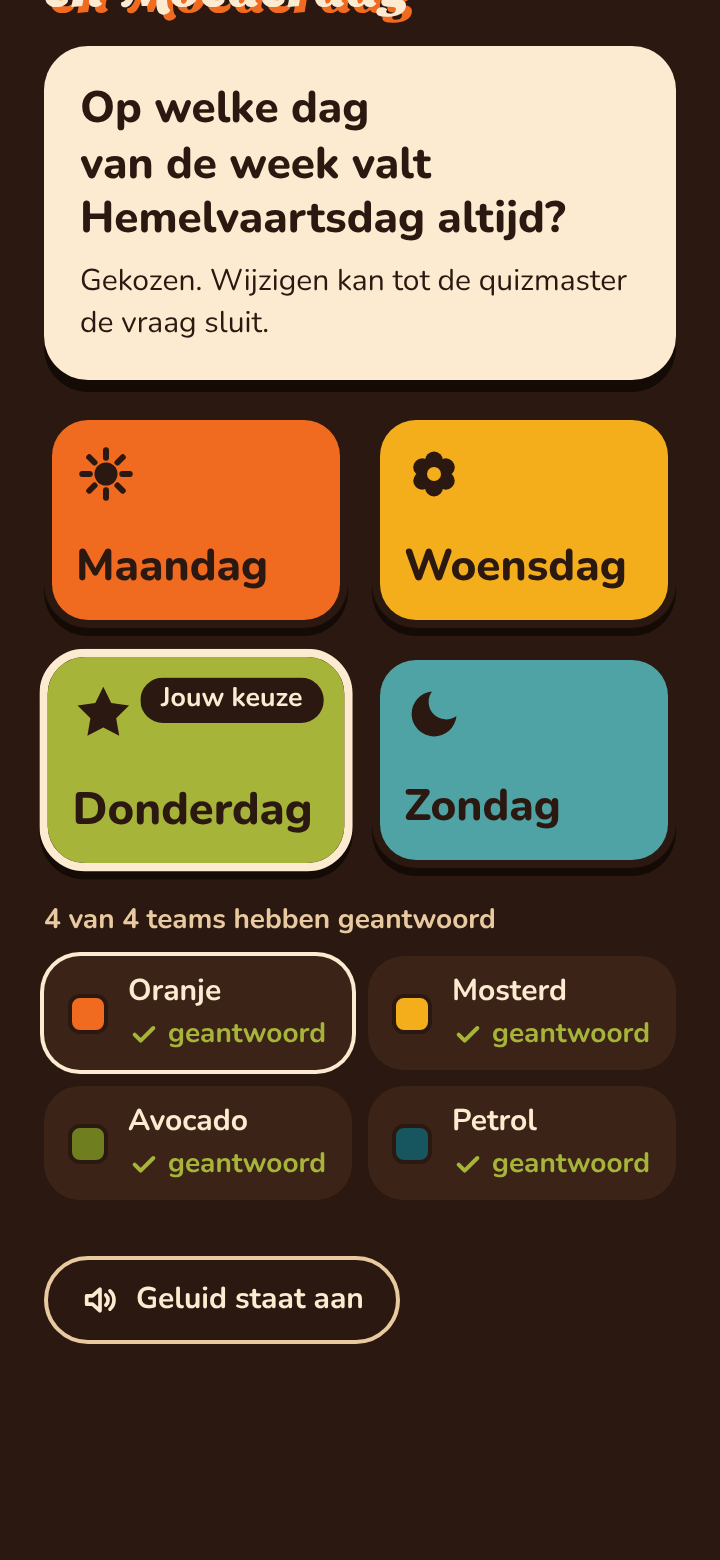 en Moederdag
Op welke dag
van de week valt
Hemelvaartsdag altijd?
Gekozen. Wijzigen kan tot de quizmaster
de vraag sluit.
Maandag
Woensdag
Jouw keuze
Donderdag
Zondag
4 van 4 teams hebben geantwoord
Oranje
geantwoord
Mosterd
geantwoord
Avocado
geantwoord
Petrol
geantwoord
Geluid staat aan